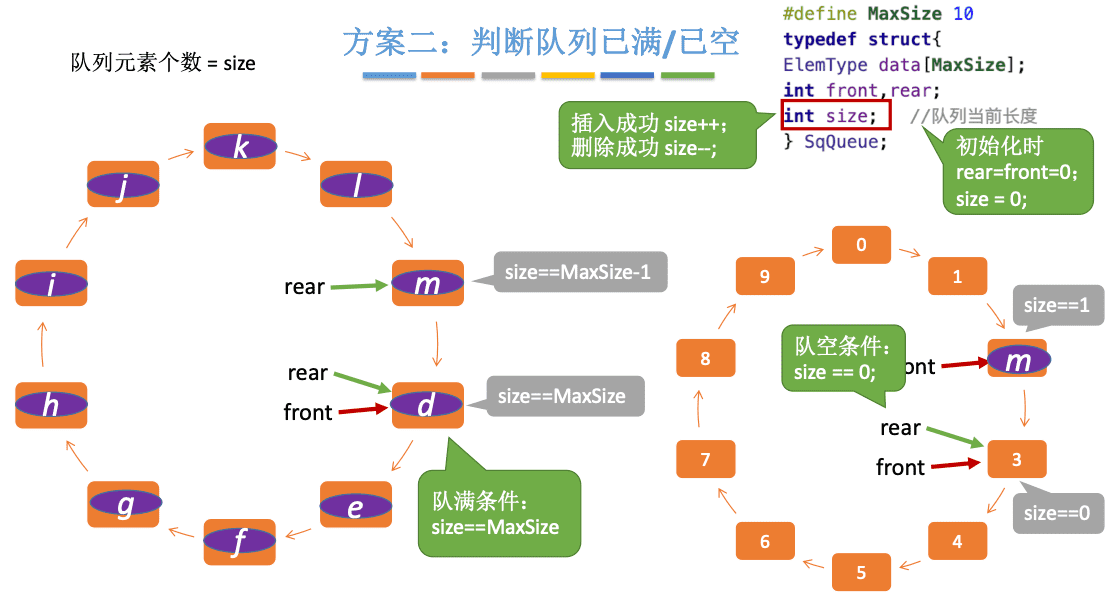 方案二：判断队列已满/已空
队列元素个数 = size
#define MaxSize 10
typedef struct{
ElemType data[MaxSize];
int front,rear;
int size; //队列当前长度
} SqQueue;
插入成功 size++;
删除成功 size--;
初始化时
rear=front=0;
size = 0;
k
j
l
i
rear
m
size==MaxSize-1
h
rear
front
d
size==MaxSize
g
f
e
队满条件：
size==MaxSize
0
9
1
size==1
8
队空条件：
size == 0;
ont
m
rear
front
7
3
size==0
6
4
5